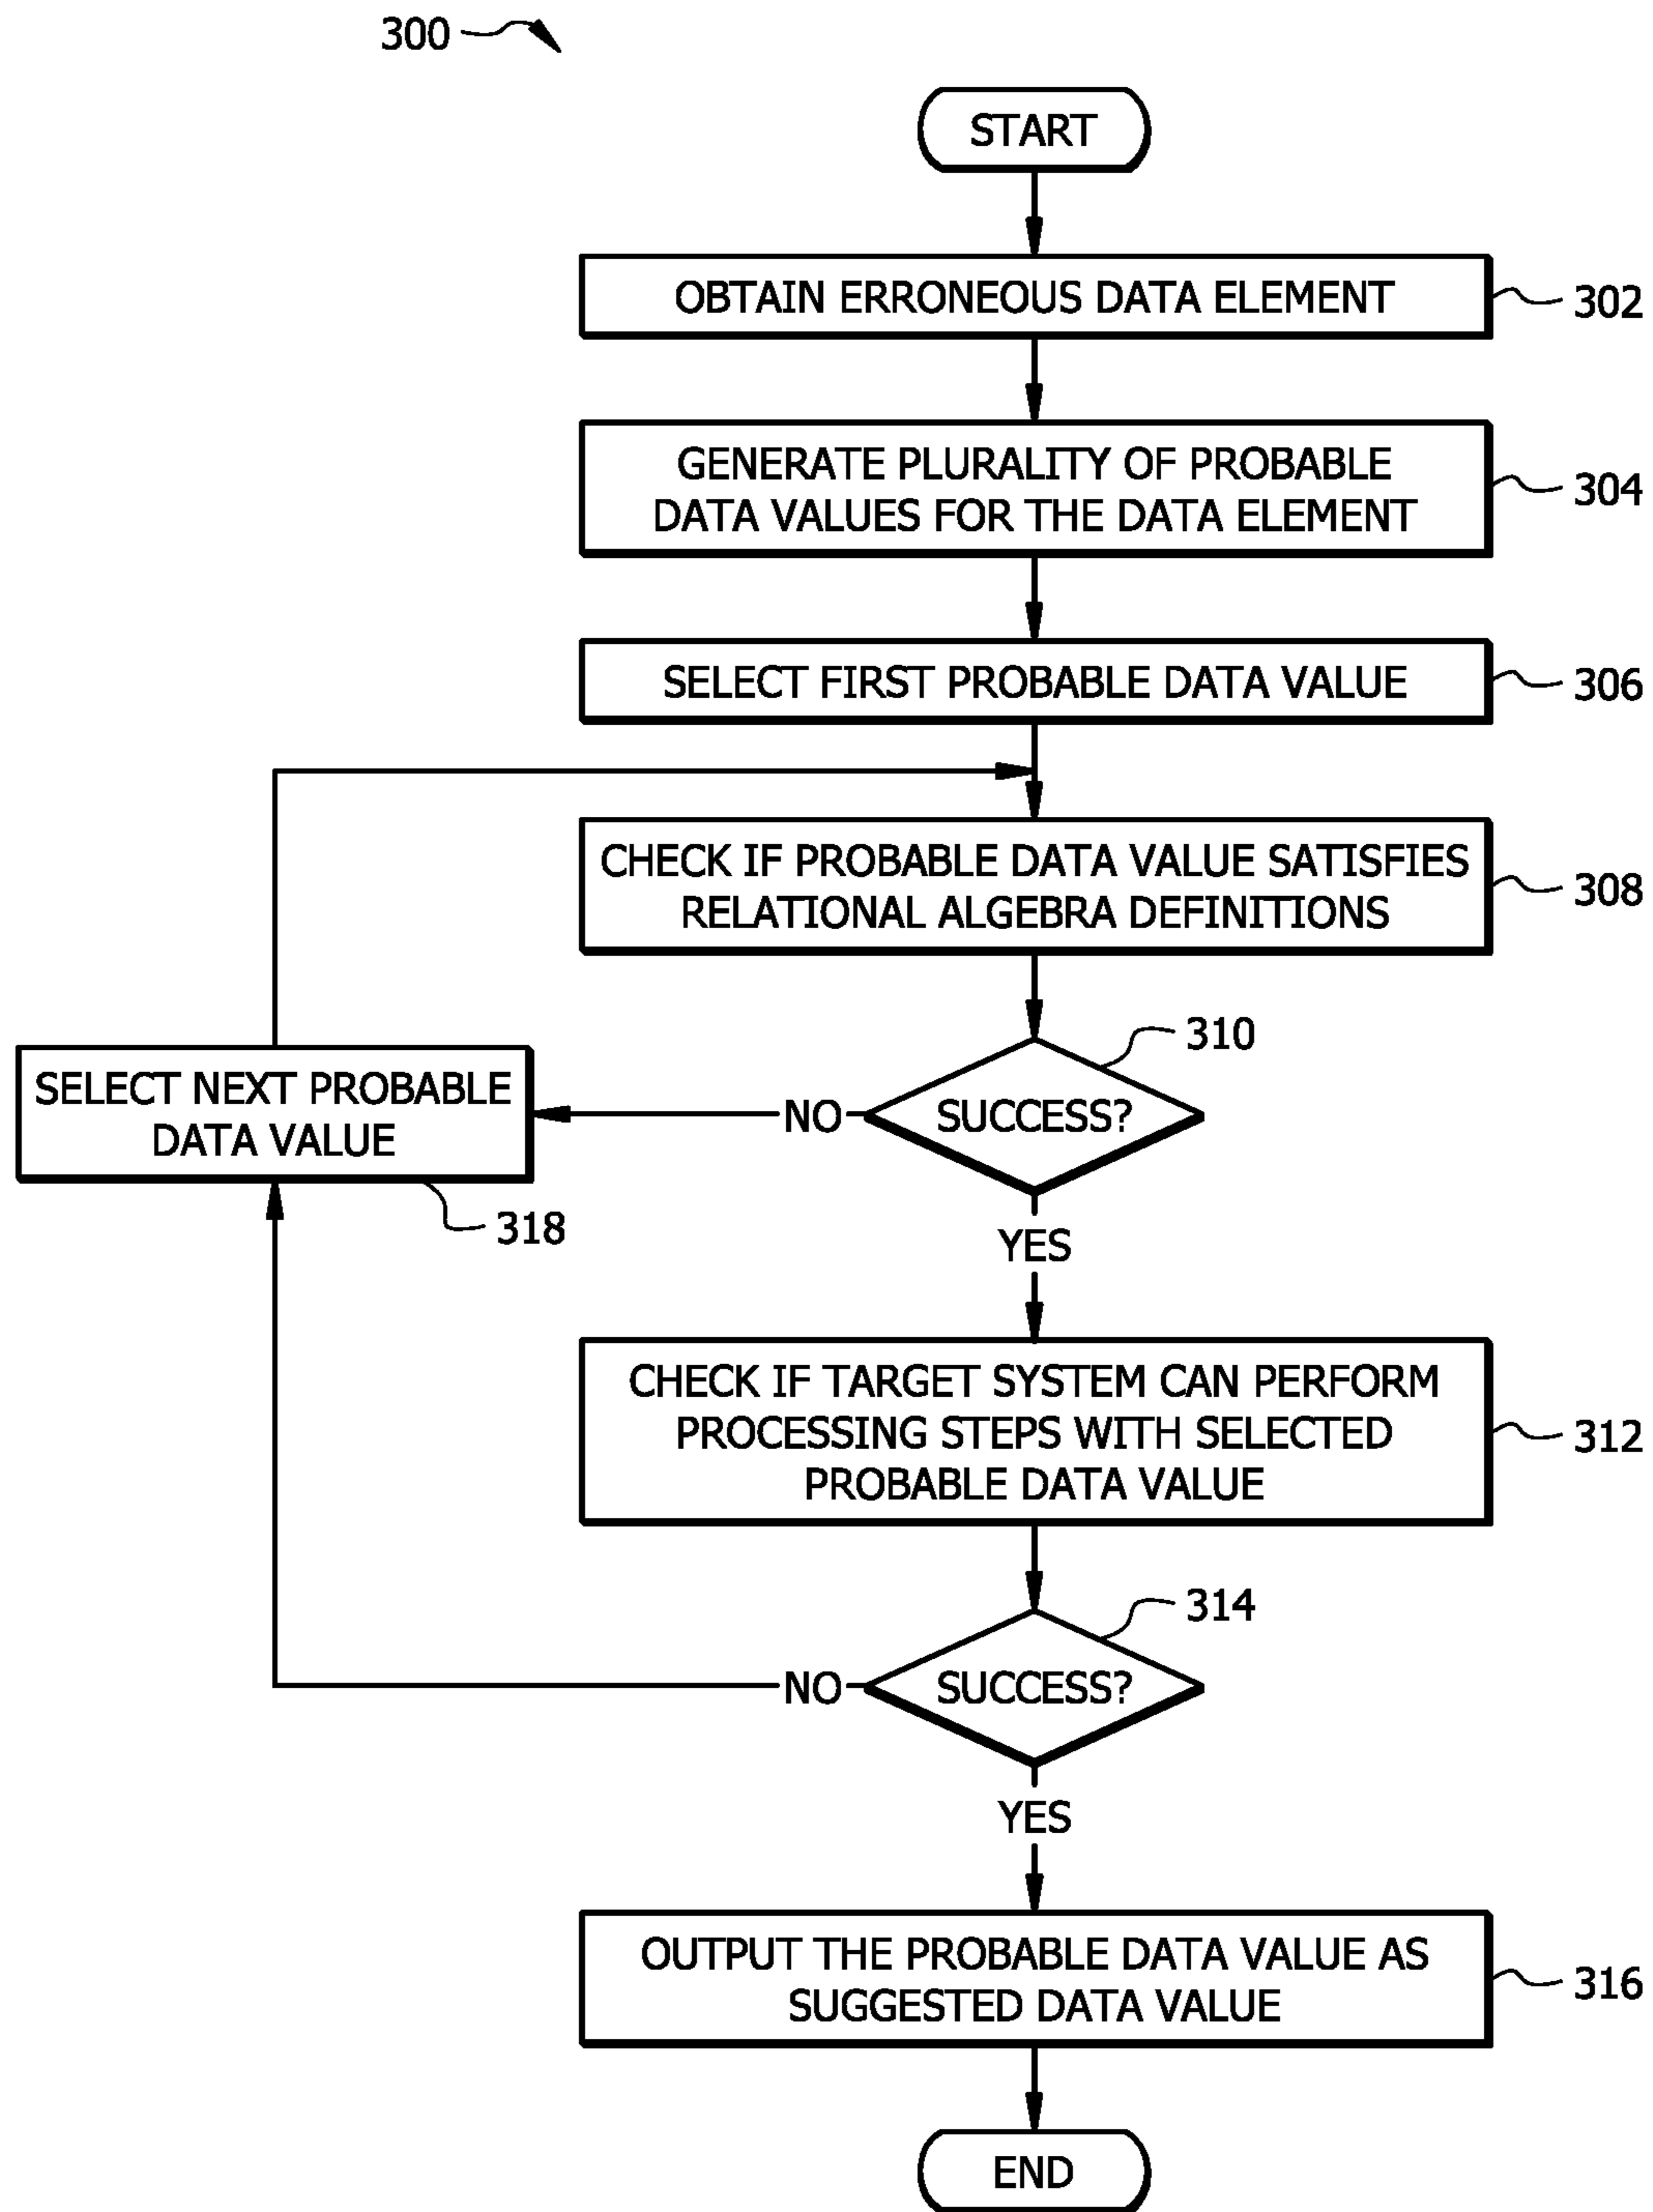 300
START
OBTAIN ERRONEOUS DATA ELEMENT
302
GENERATE PLURALITY OF PROBABLE
DATA VALUES FOR THE DATA ELEMENT
304
SELECT FIRST PROBABLE DATA VALUE
306
CHECK IF PROBABLE DATA VALUE SATISFIES
RELATIONAL ALGEBRA DEFINITIONS
308
310
SUCCESS?
NO
SELECT NEXT PROBABLE
DATA VALUE
318
YES
CHECK IF TARGET SYSTEM CAN PERFORM
PROCESSING STEPS WITH SELECTED
PROBABLE DATA VALUE
312
314
SUCCESS?
NO
YES
OUTPUT THE PROBABLE DATA VALUE AS
SUGGESTED DATA VALUE
316
END